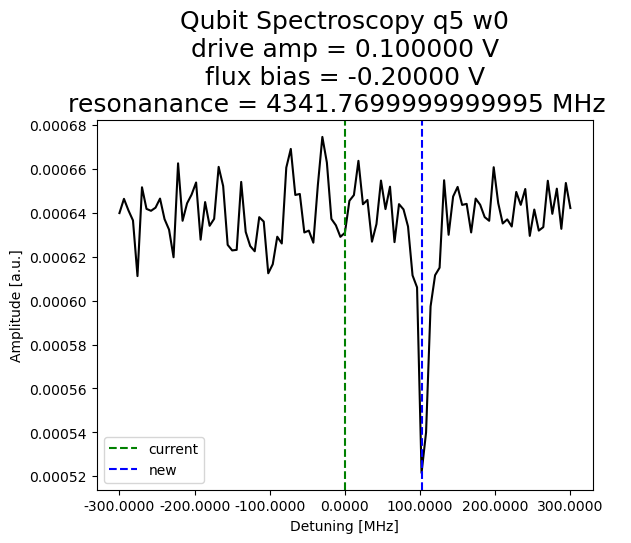 Qubit Spectroscopy q5 w0
drive amp = 0.100000 V
flux bias = -0.20000 V
resonanance = 4341.7699999999995 MHz
0.00068
0.00066
0.00064
0.00062
0.00060
0.00058
0.00056
0.00054
0.00052
Amplitude [a.u.]
current
new
-300.0000 -200.0000 -100.0000 0.0000 100.0000 200.0000 300.0000
Detuning [MHz]